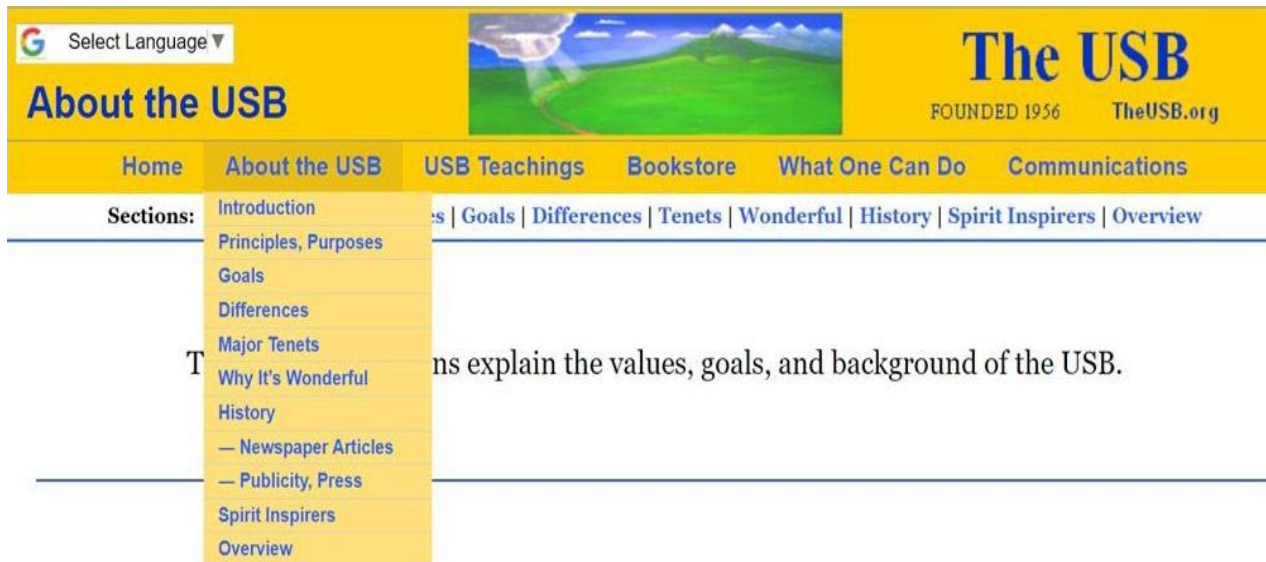 Select Language ▼
About the USB
The USB
FOUNDED 1956 TheUSB.org
Home About the USB USB Teachings Bookstore What One Can Do Communications
Sections: | Goals | Differences | Tenets | Wonderful | History | Spirit Inspirers | Overview
Introduction
Principles, Purposes
Goals
Differences
Major Tenets
Why It's Wonderful
History
— Newspaper Articles
— Publicity, Press
Spirit Inspirers
Overview
explain the values, goals, and background of the USB.